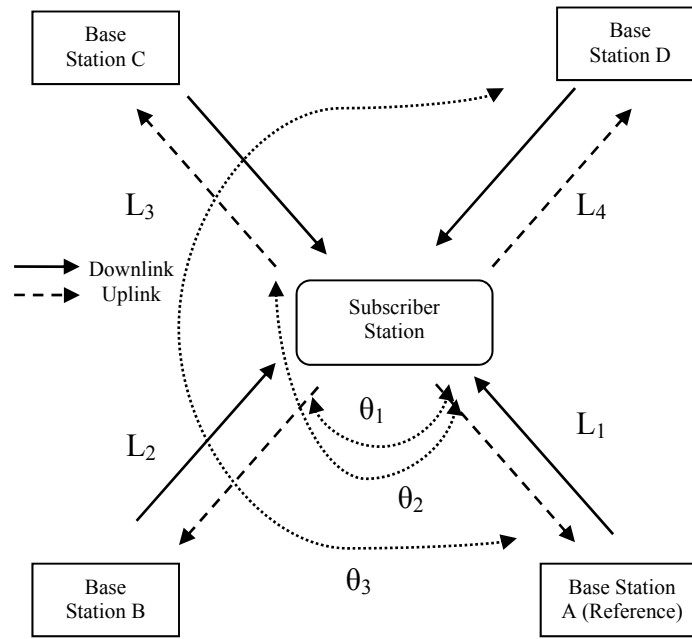 Base
Station C
Base
Station D
L3
L4
Downlink
Uplink
Subscriber
Station
θ1
L2
L1
θ2
θ3
Base
Station B
Base Station
A (Reference)